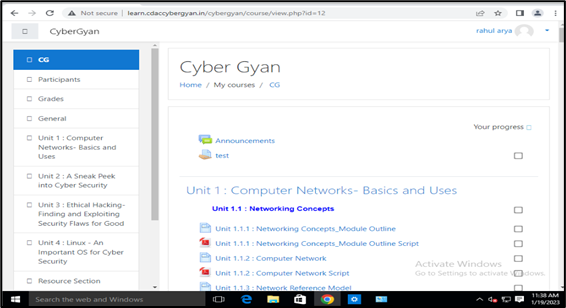 Not secure | learn.cdaccybergyan.in/cybergyan/course/view.php?id=12
CyberGyan
rahul arya
CG
Participants
Grades
General
Unit 1 : Computer
Networks- Basics and
Uses
Unit 2 : A Sneak Peek
into Cyber Security
Unit 3 : Ethical Hacking-
Finding and Exploiting
Security Flaws for Good
Unit 4 : Linux - An
Important OS for Cyber
Security
Resource Section
Cyber Gyan
Home / My courses / CG
Your progress
Announcements
test
Unit 1 : Computer Networks- Basics and Uses
Unit 1.1 : Networking Concepts
Unit 1.1.1 : Networking Concepts_Module Outline
Unit 1.1.1 : Networking Concepts_Module Outline Script
Unit 1.1.2 : Computer Network
Unit 1.1.2 : Computer Network Script
Unit 1.1.3 : Network Reference Model
Activate Windows
Go to Settings to activate Windows.
Search the web and Windows
11:38 AM
1/19/2023